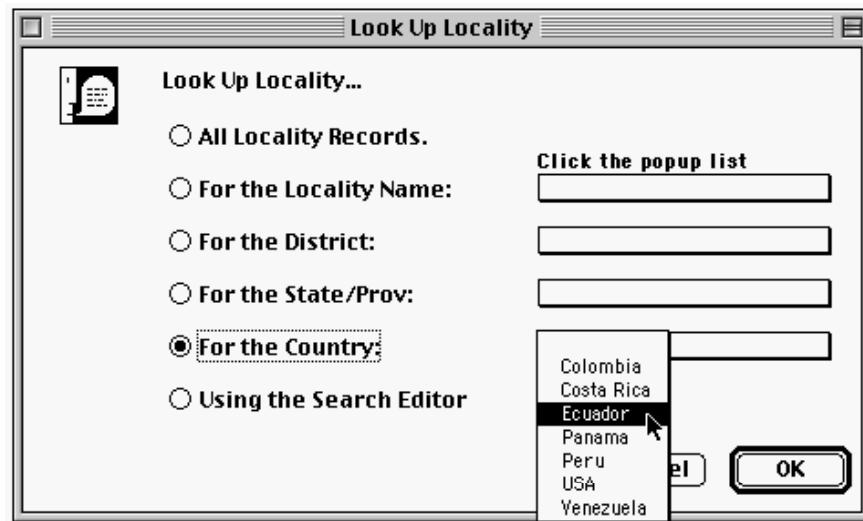 Look Up Locality
Look Up Locality...
All Locality Records.
Click the popup list
For the Locality Name:
For the District:
For the State/Prov:
For the Country:
Using the Search Editor
Colombia
Costa Rica
Ecuador
Panama
Peru
USA
Venezuela
el
OK